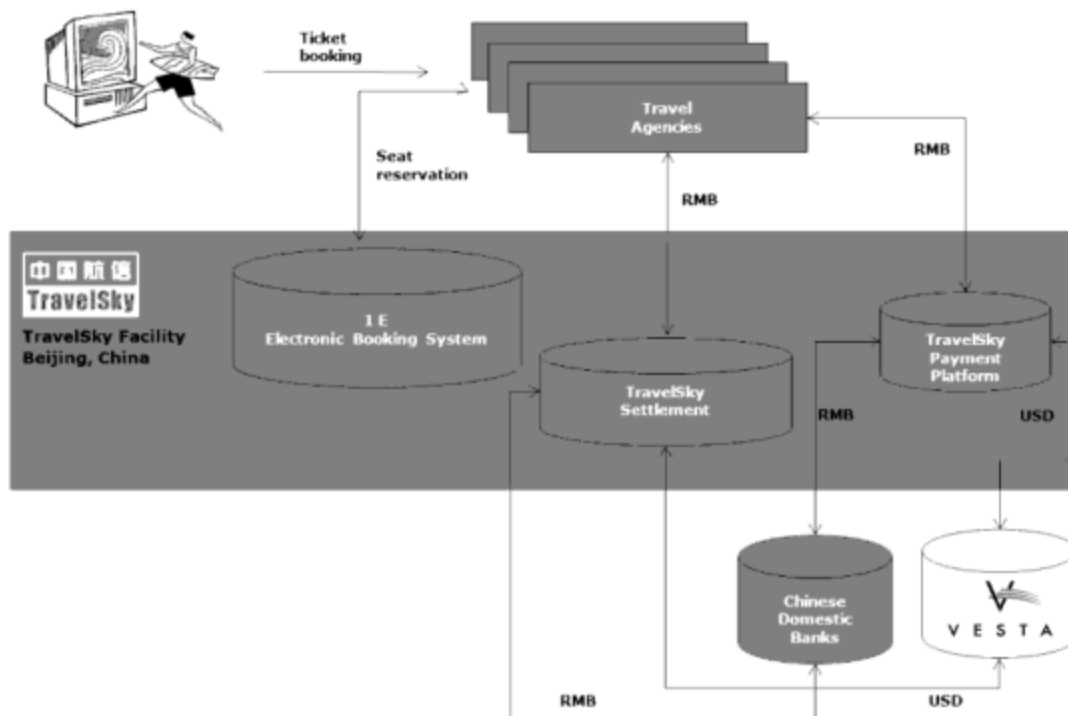 Ticket
booking
Travel
Agencies
Seat
reservation
RMB
RMB
中国航信
TravelSky
TravelSky Facility
Beijing, China
1 E
Electronic Booking System
TravelSky
Settlement
TravelSky
Payment
Platform
RMB
USD
Chinese
Domestic
Banks
VESTA
RMB
USD